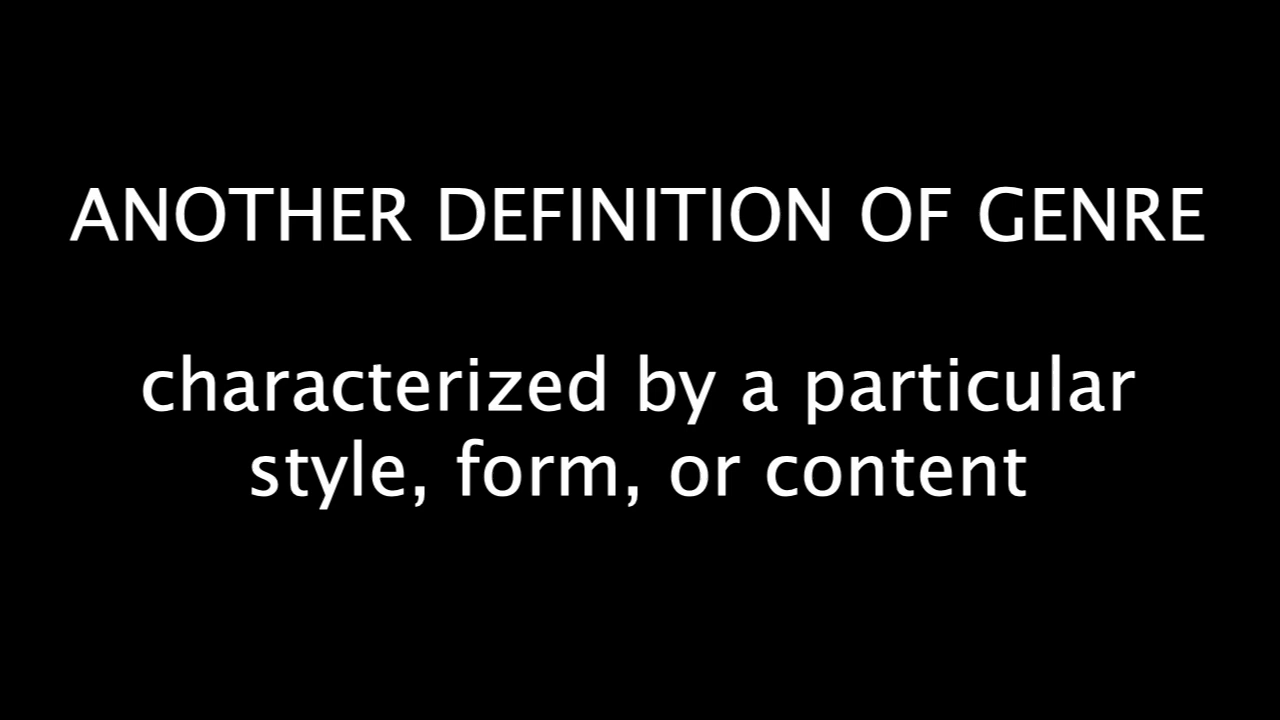 ANOTHER DEFINITION OF GENRE
characterized by a particular
style, form, or content